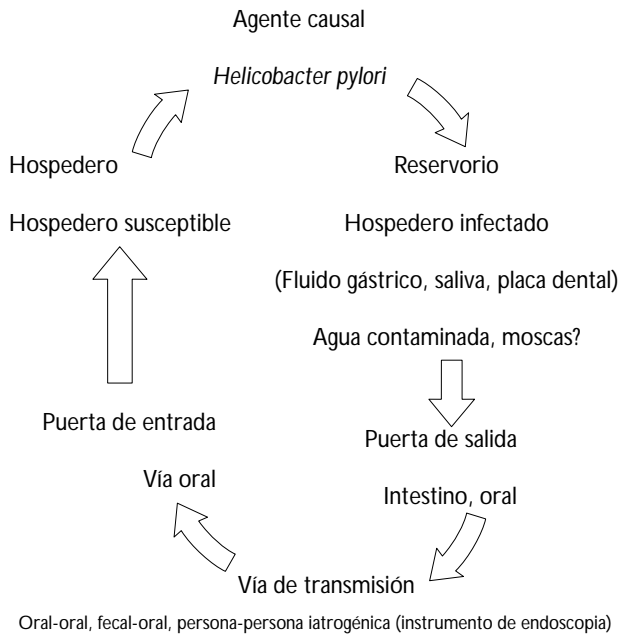 Agente causal
Helicobacter pylori
Reservorio
Hospedero infectado
(Fluido gástrico, saliva, placa dental)
Agua contaminada, moscas?
Puerta de salida
Intestino, oral
Vía de transmisión
Oral-oral, fecal-oral, persona-persona iatrogénica (instrumento de endoscopia)
Puerta de entrada
Vía oral
Hospedero
Hospedero susceptible